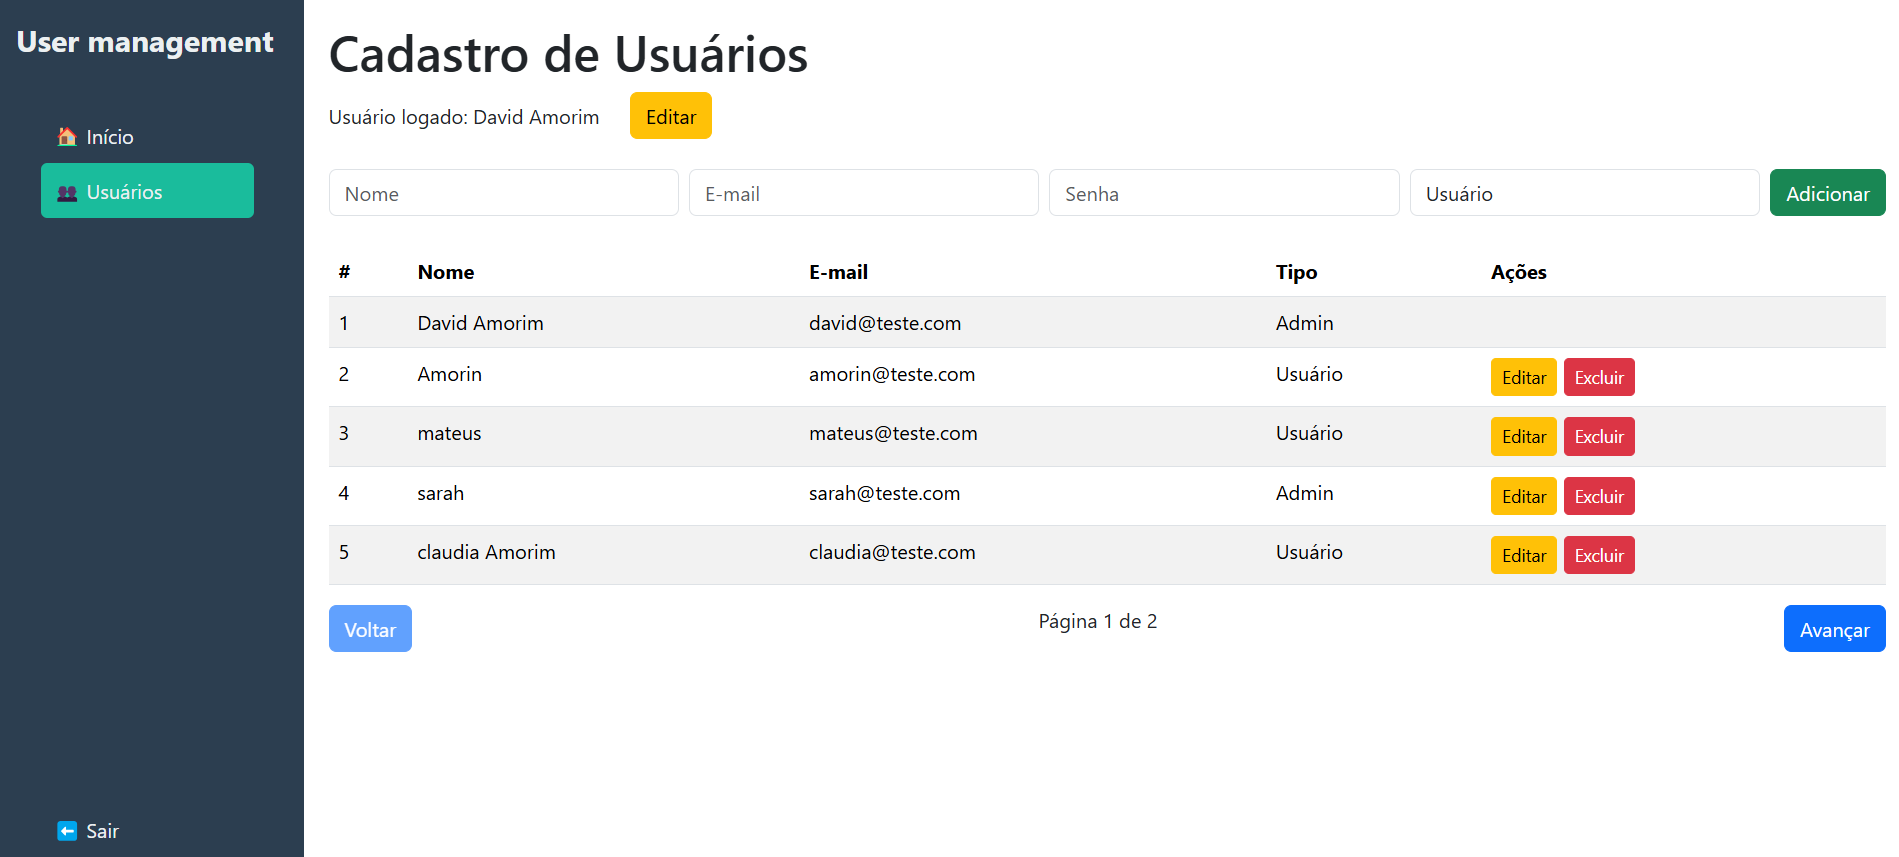 User management
Início
Usuários
Sair
Cadastro de Usuários
Usuário logado: David Amorim Editar
Nome E-mail Senha Usuário Adicionar
# Nome E-mail Tipo Ações
1 David Amorim david@teste.com Admin
2 Amorin amorin@teste.com Usuário Editar Excluir
3 mateus mateus@teste.com Usuário Editar Excluir
4 sarah sarah@teste.com Admin Editar Excluir
5 claudia Amorim claudia@teste.com Usuário Editar Excluir
Voltar Página 1 de 2 Avançar